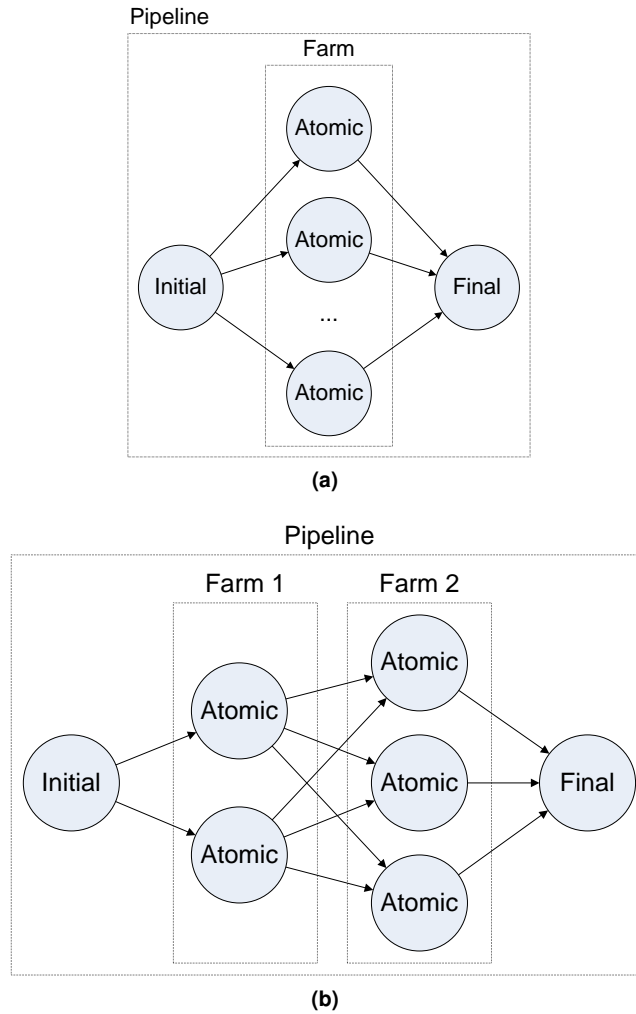 Pipeline
Farm
Atomic
Atomic
Initial
Final
...
Atomic
(a)
Pipeline
Farm 1
Farm 2
Atomic
Atomic
Initial
Atomic
Final
Atomic
Atomic
(b)